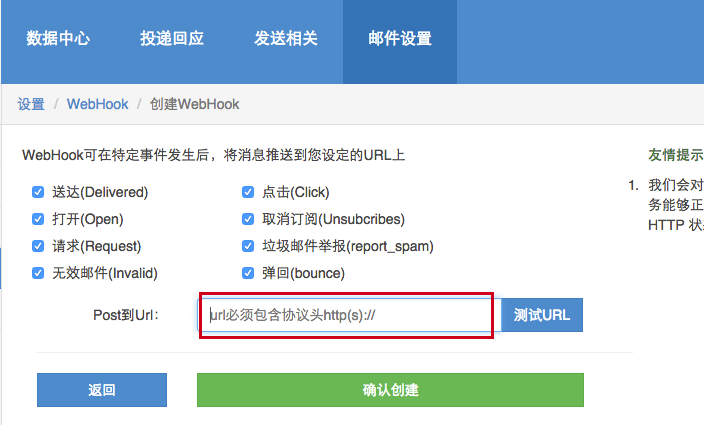 数据中心 投递回应 发送相关 邮件设置
设置 / WebHook / 创建WebHook
WebHook可在特定事件发生后，将消息推送到您设定的URL上
送达(Delivered) 点击(Click)
打开(Open) 取消订阅(Unsubcribes)
请求(Request) 垃圾邮件举报(report_spam)
无效邮件(Invalid) 弹回(bounce)
Post到Url： url必须包含协议头http(s):// 测试URL
返回 确认创建
友情提示
1. 我们会对
务能够正
HTTP 状